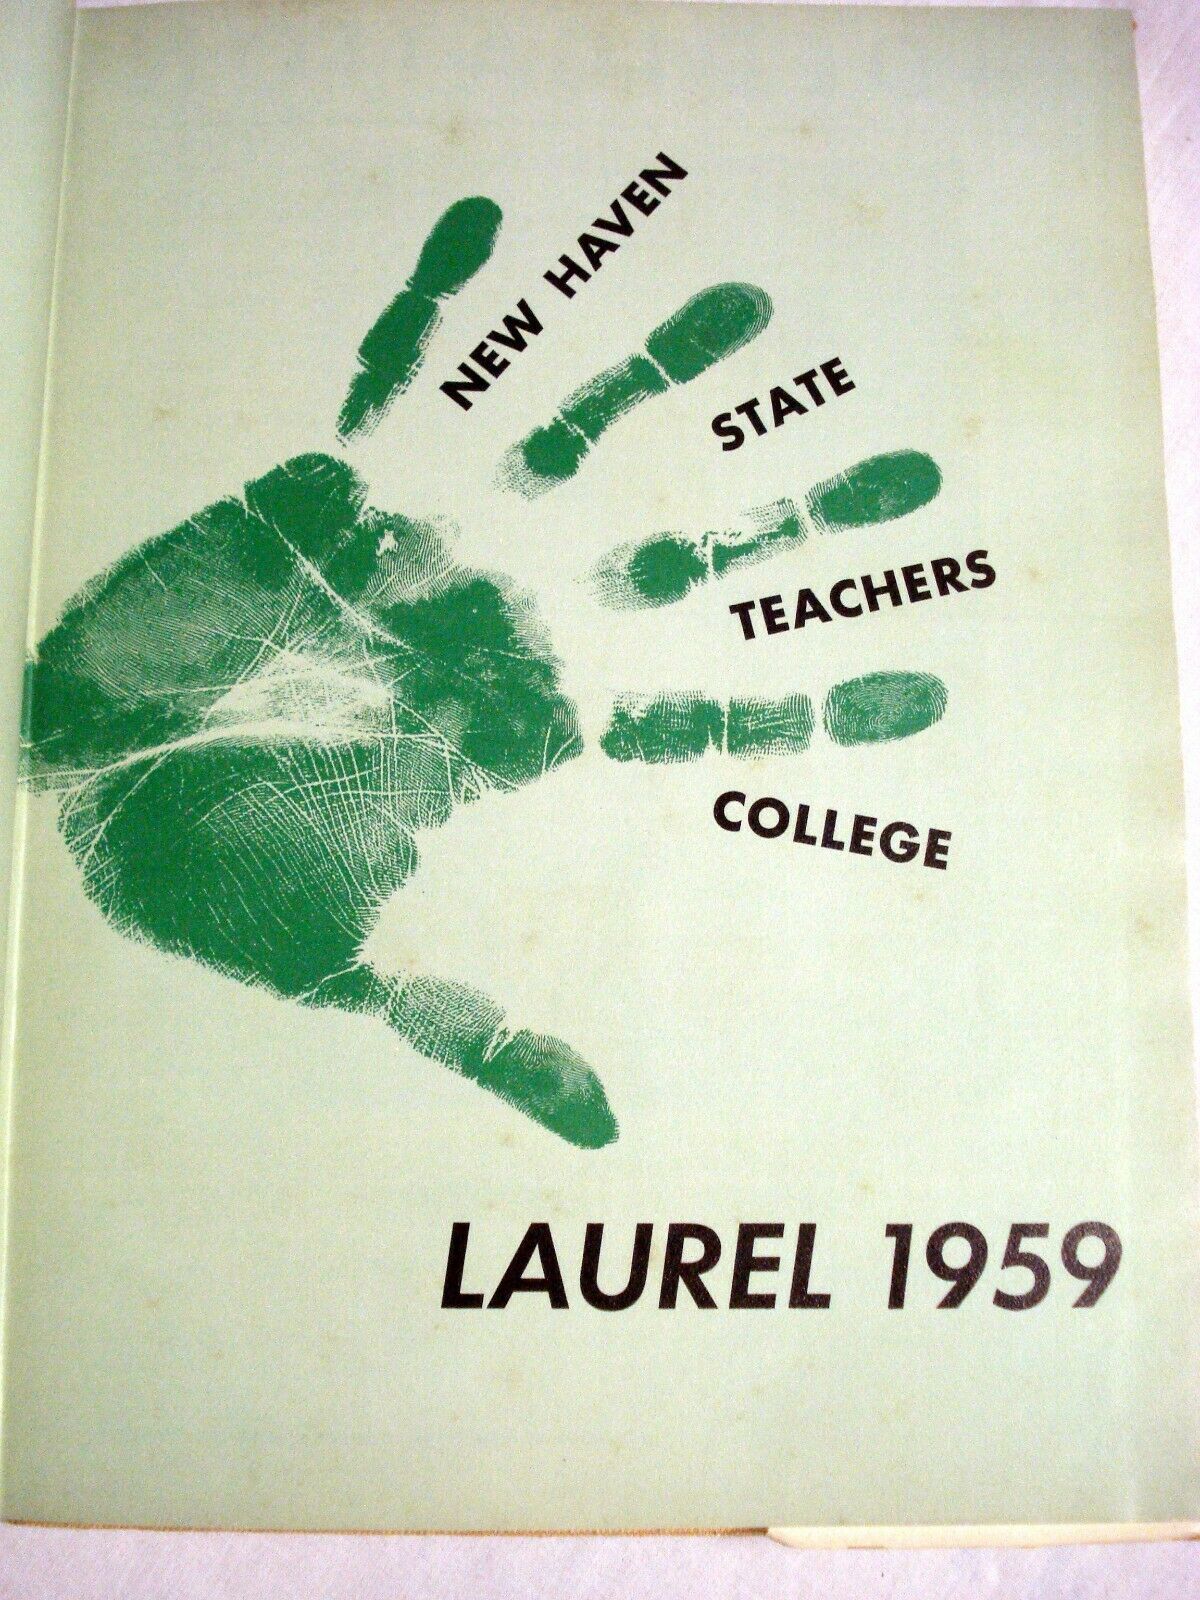 NEW HAVEN
STATE
TEACHERS
COLLEGE
LAUREL 1959